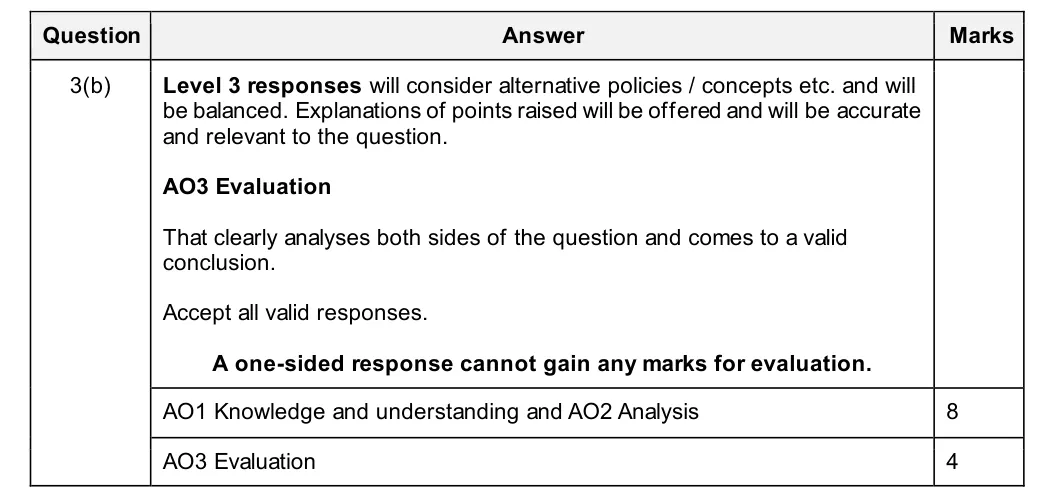 Question Answer Marks
3(b) Level 3 responses will consider alternative policies / concepts etc. and will
be balanced. Explanations of points raised will be offered and will be accurate
and relevant to the question.
AO3 Evaluation
That clearly analyses both sides of the question and comes to a valid
conclusion.
Accept all valid responses.
A one-sided response cannot gain any marks for evaluation.
AO1 Knowledge and understanding and AO2 Analysis 8
AO3 Evaluation 4